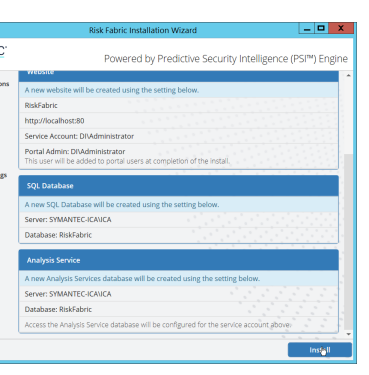 Risk Fabric Installation Wizard
Powered by Predictive Security Intelligence (PSI™) Engine
Website
A new website will be created using the setting below.
RiskFabric
http://localhost:80
Service Account: DI\Administrator
Portal Admin: DI\Administrator
This user will be added to portal users at completion of the install.
SQL Database
A new SQL Database will be created using the setting below.
Server: SYMANTEC-ICA\ICA
Database: RiskFabric
Analysis Service
A new Analysis Services database will be created using the setting below.
Server: SYMANTEC-ICA\ICA
Database: RiskFabric
Access the Analysis Service database will be configured for the service account above.
Install